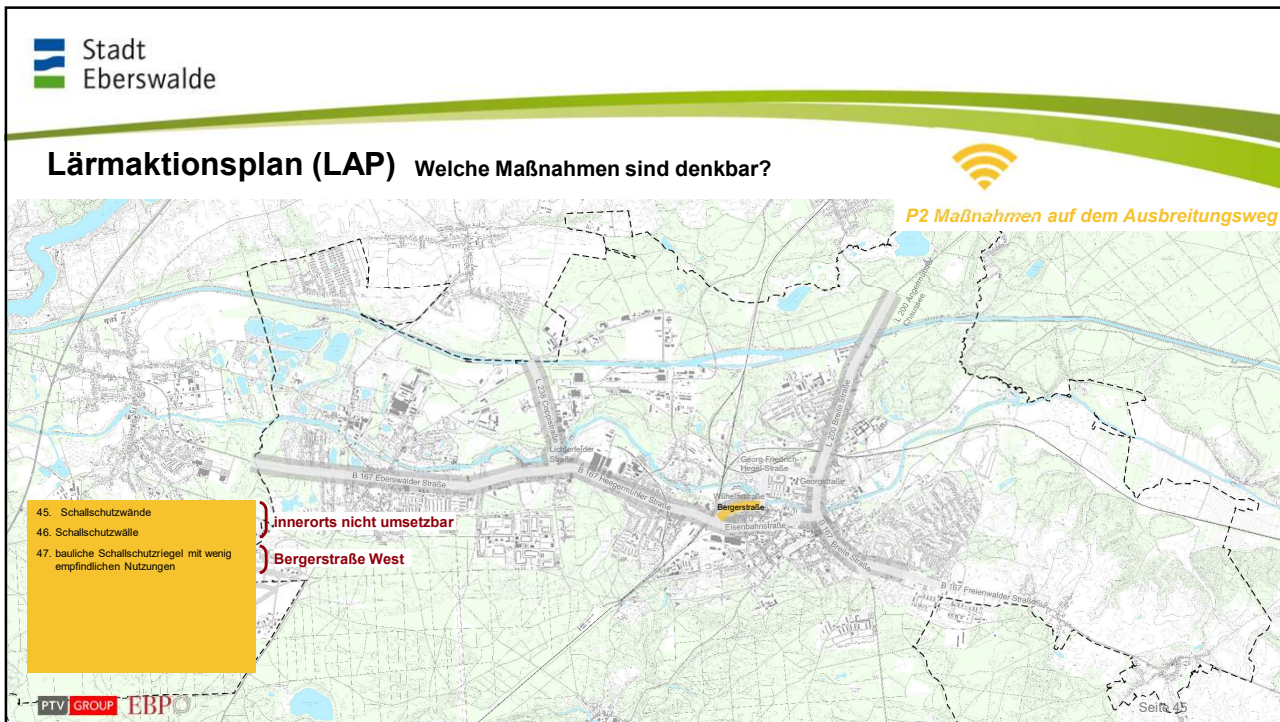 Stadt
Eberswalde
Lärmaktionsplan (LAP) Welche Maßnahmen sind denkbar?
P2 Maßnahmen auf dem Ausbreitungsweg
L 200 Angermünder
Chaussee
L 238 Coppistraße
L 200 Breite Straße
Lichterfelder
Straße
B 167 Eberswalder Straße
B 167 Heegermühler Straße
Georg-Friedrich-
Hegel-Straße
Georgstraße
Wilhelmstraße
Bergerstraße
Eisenbahnstraße
B 167 Breite Straße
B 167 Freienwalder Straße
45. Schallschutzwände
46. Schallschutzwälle
innerorts nicht umsetzbar
47. bauliche Schallschutzriegel mit wenig
empfindlichen Nutzungen
Bergerstraße West
PTV GROUP EBP
Seite 45